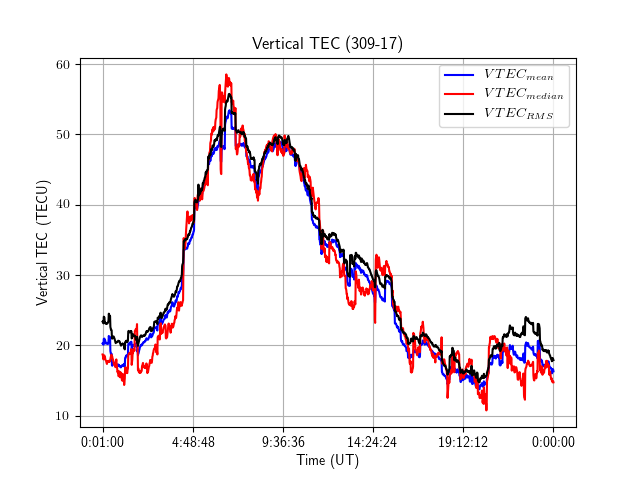 Vertical TEC (309-17)
VTEC_mean
VTEC_median
VTEC_RMS
Vertical TEC (TECU)
60
50
40
30
20
10
0:01:00 4:48:48 9:36:36 14:24:24 19:12:12 0:00:00
Time (UT)